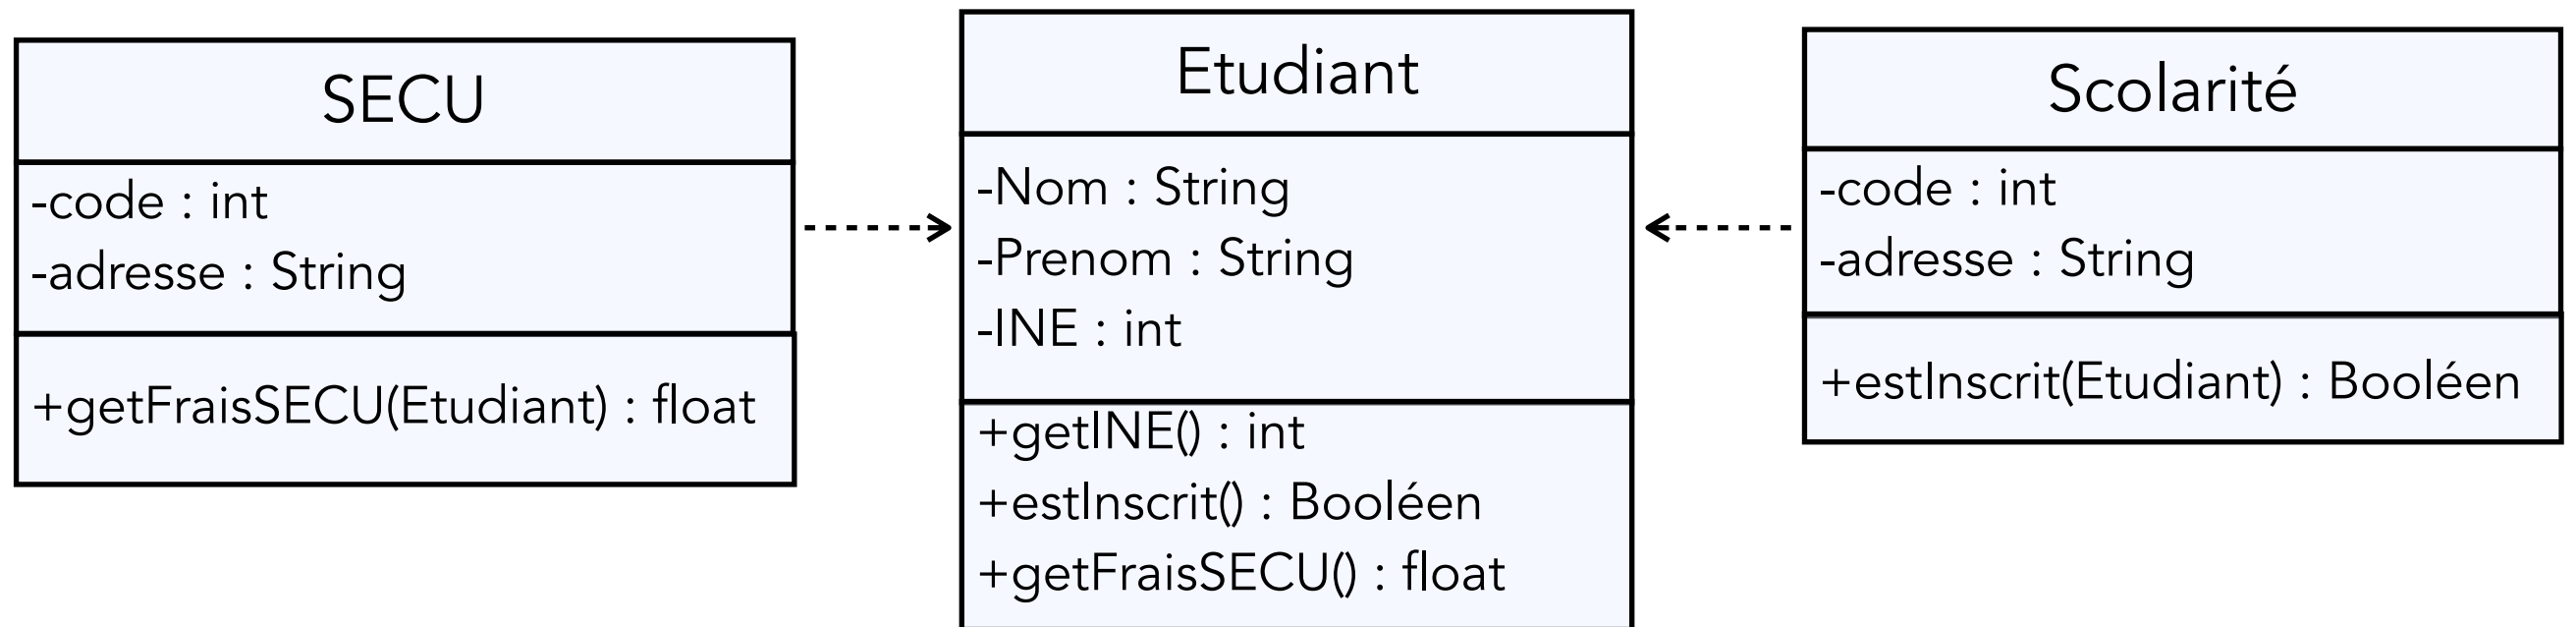 SECU
-code : int
-adresse : String
+getFraisSECU(Etudiant) : float
Etudiant
-Nom : String
-Prenom : String
-INE : int
+getINE() : int
+estInscrit() : Booléen
+getFraisSECU() : float
Scolarité
-code : int
-adresse : String
+estInscrit(Etudiant) : Booléen